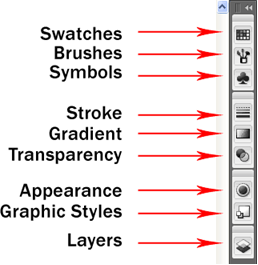 Swatches
Brushes
Symbols
Stroke
Gradient
Transparency
Appearance
Graphic Styles
Layers